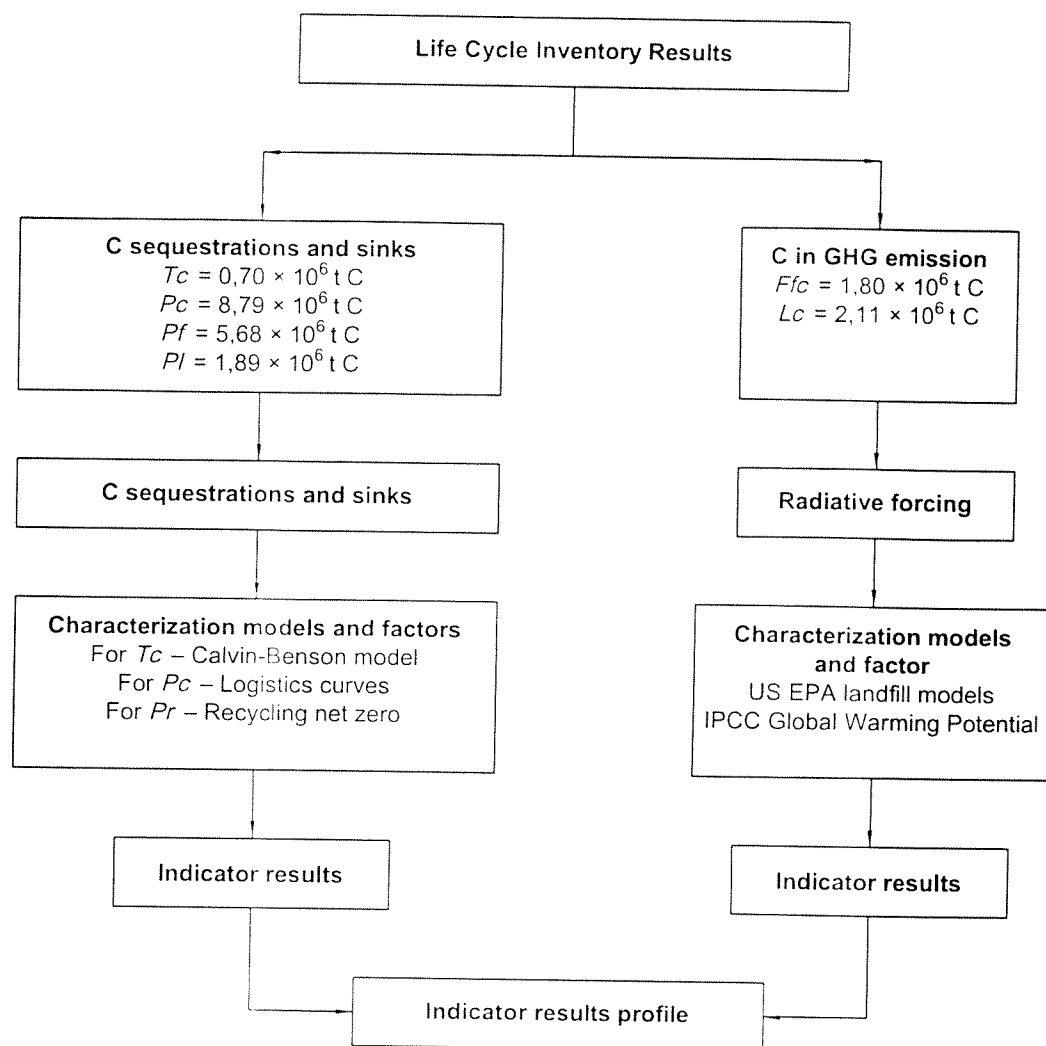 Life Cycle Inventory Results
C sequestrations and sinks
Tc = 0,70 × 10⁶ t C
Pc = 8,79 × 10⁶ t C
Pf = 5,68 × 10⁶ t C
Pl = 1,89 × 10⁶ t C
C in GHG emission
Ffc = 1,80 × 10⁶ t C
Lc = 2,11 × 10⁶ t C
C sequestrations and sinks
Radiative forcing
Characterization models and factors
For Tc – Calvin-Benson model
For Pc – Logistics curves
For Pr – Recycling net zero
Characterization models
and factor
US EPA landfill models
IPCC Global Warming Potential
Indicator results
Indicator results
Indicator results profile